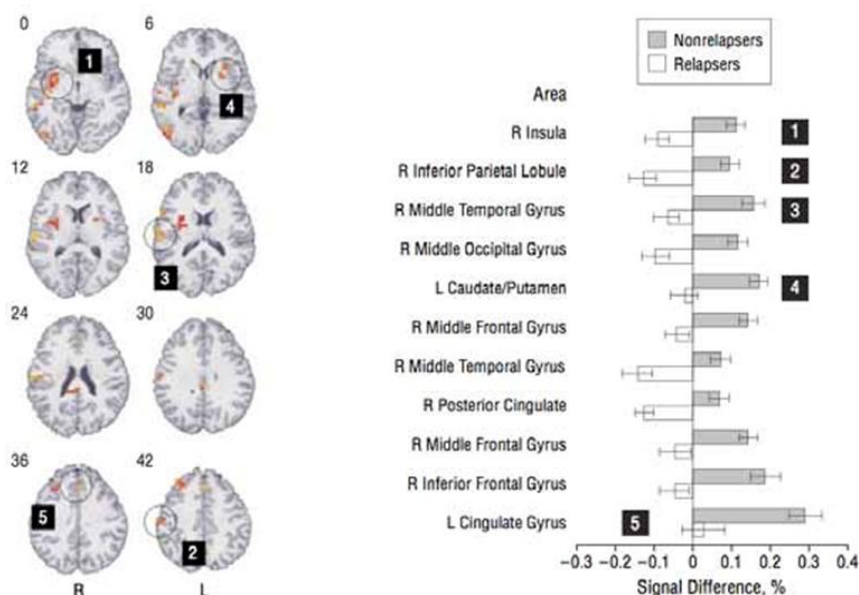 0
6
1
4
12
18
3
24
30
36
42
5
2
R
L
Nonrelapsers
Relapsers
Area
R Insula
1
R Inferior Parietal Lobule
2
R Middle Temporal Gyrus
3
R Middle Occipital Gyrus
L Caudate/Putamen
4
R Middle Frontal Gyrus
R Middle Temporal Gyrus
R Posterior Cingulate
R Middle Frontal Gyrus
R Inferior Frontal Gyrus
L Cingulate Gyrus
5
−0.3 −0.2 −0.1 0 0.1 0.2 0.3 0.4
Signal Difference, %